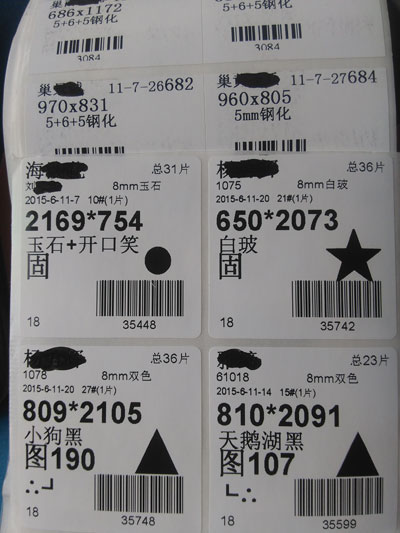 686x1172
5+6+5钢化
3084
5+6+5钢化
3083
巢
11-7-26682
970x831
5+6+5钢化
巢
11-7-27684
960x805
5mm钢化
海
总31片
8mm玉石
2015-6-11-7 10#(1片)
2169*754
玉石+开口笑
固
18
35448
杨
总36片
1075 8mm白玻
2015-6-11-20 21#(1片)
650*2073
白玻
固
18
35742
杨
总36片
1078 8mm双色
2015-6-11-20 27#(1片)
809*2105
小狗黑
图190
18
35748
总23片
61018 8mm双色
2015-6-11-14 15#(1片)
810*2091
天鹅湖黑
图107
18
35599